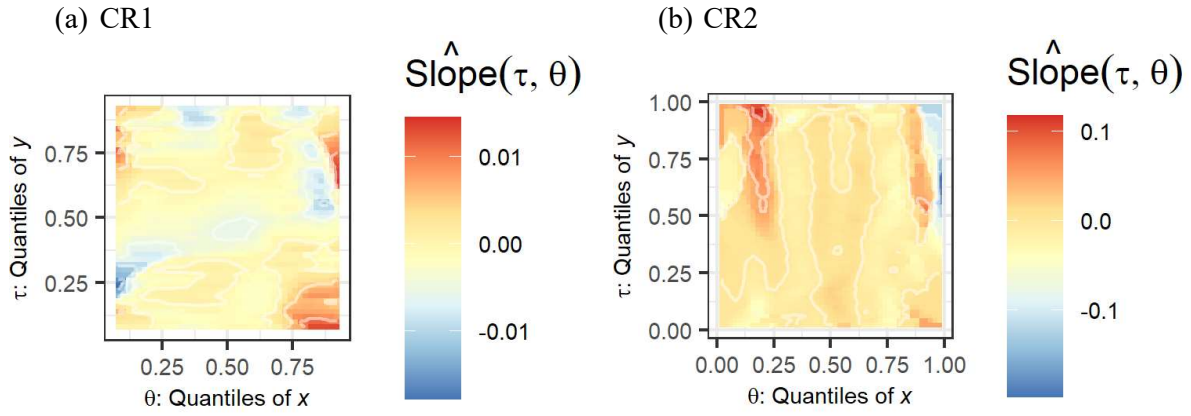 (a) CR1
Slôpe(τ, θ)
0.01
0.00
-0.01
τ: Quantiles of y
0.75
0.50
0.25
0.25 0.50 0.75
θ: Quantiles of x
(b) CR2
Slôpe(τ, θ)
0.1
0.0
-0.1
τ: Quantiles of y
1.00
0.75
0.50
0.25
0.00
0.00 0.25 0.50 0.75 1.00
θ: Quantiles of x